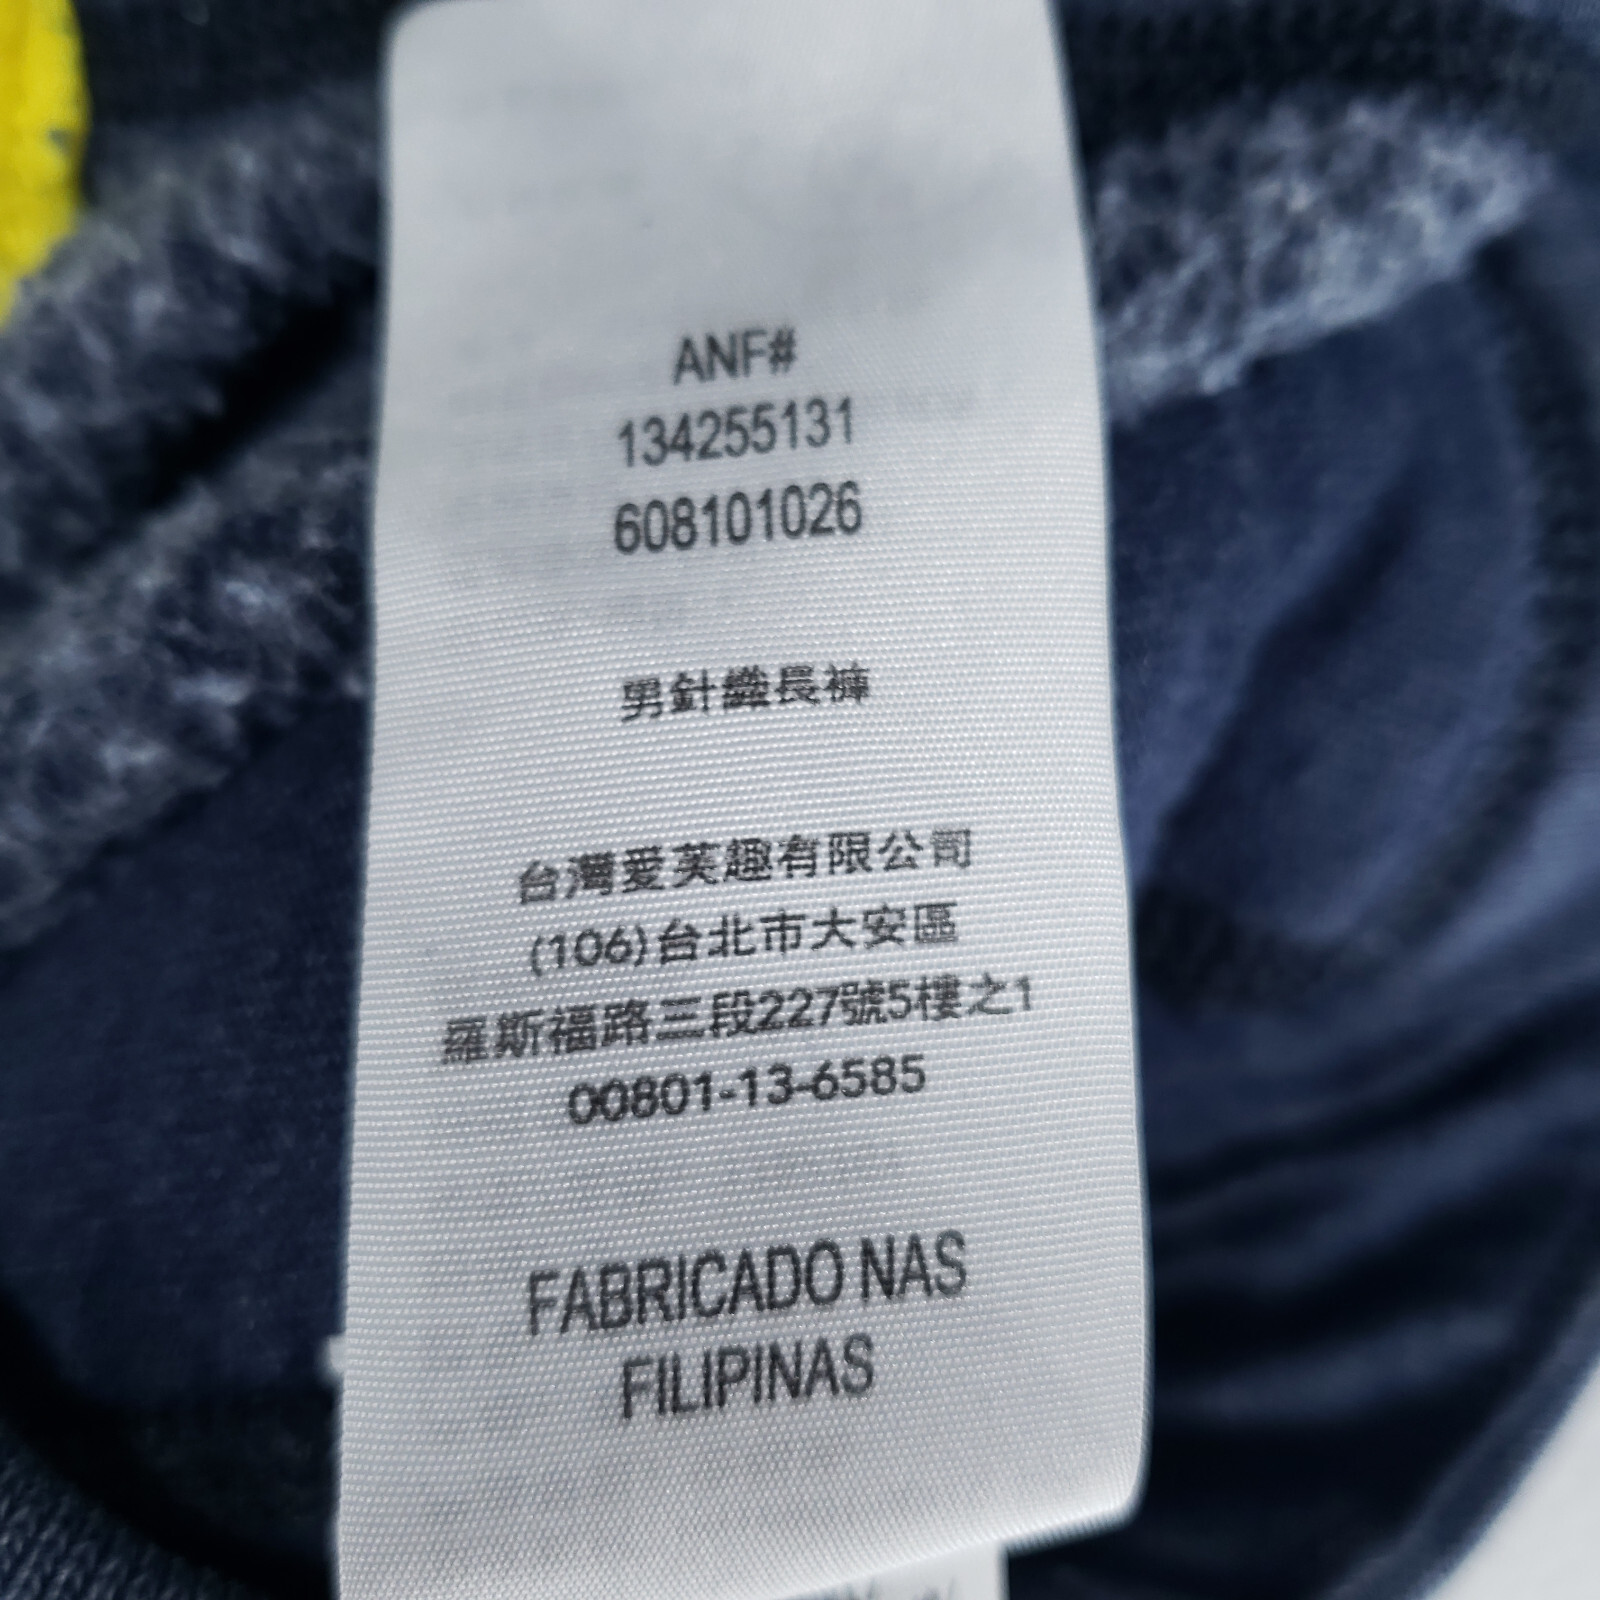 ANF#
134255131
608101026
男針織長褲
台灣愛芙趣有限公司
(106)台北市大安區
羅斯福路三段227號5樓之1
00801-13-6585
FABRICADO NAS
FILIPINAS